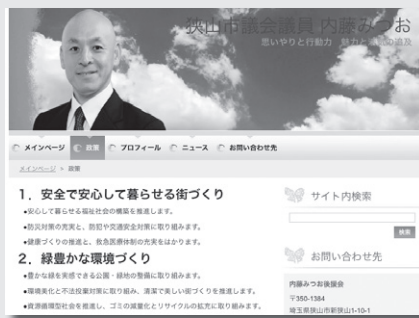 狭山市議会議員 内藤みつお
思いやりと行動力
メインページ
政策
プロフィール
ニュース
お問い合わせ先
メインページ > 政策
1．安全で安心して暮らせる街づくり
●安心して暮らせる福祉社会の構築を推進します。
●防災対策の充実と、防犯や交通安全対策に取り組みます。
●健康づくりの推進と、救急医療体制の充実をはかります。
2．緑豊かな環境づくり
●豊かな緑を実感できる公園・緑地の整備に取り組みます。
●環境美化と不法投棄対策に取り組み、清潔で美しい街づくりを推進します。
●資源循環型社会を推進し、ゴミの減量化とリサイクルの拡充に取り組みます。
サイト内検索
検索
お問い合わせ先
内藤みつお後援会
〒350-1384
埼玉県狭山市新狭山1-10-1